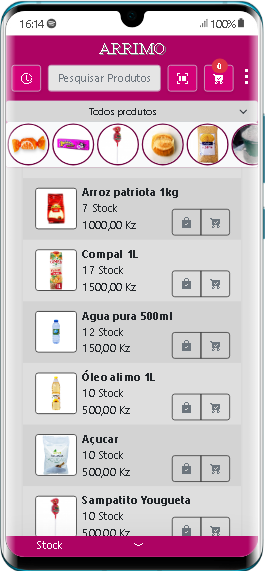 16:14 100%
ARRIMO
Pesquisar Produtos 0
Todos produtos
Arroz patriota 1kg
7 Stock
1000,00 Kz
Compal 1L
17 Stock
1500,00 Kz
Agua pura 500ml
12 Stock
150,00 Kz
Óleo alimo 1L
10 Stock
500,00 Kz
Açucar
10 Stock
500,00 Kz
Sampatito Yougueta
10 Stock
500,00 Kz
Stock